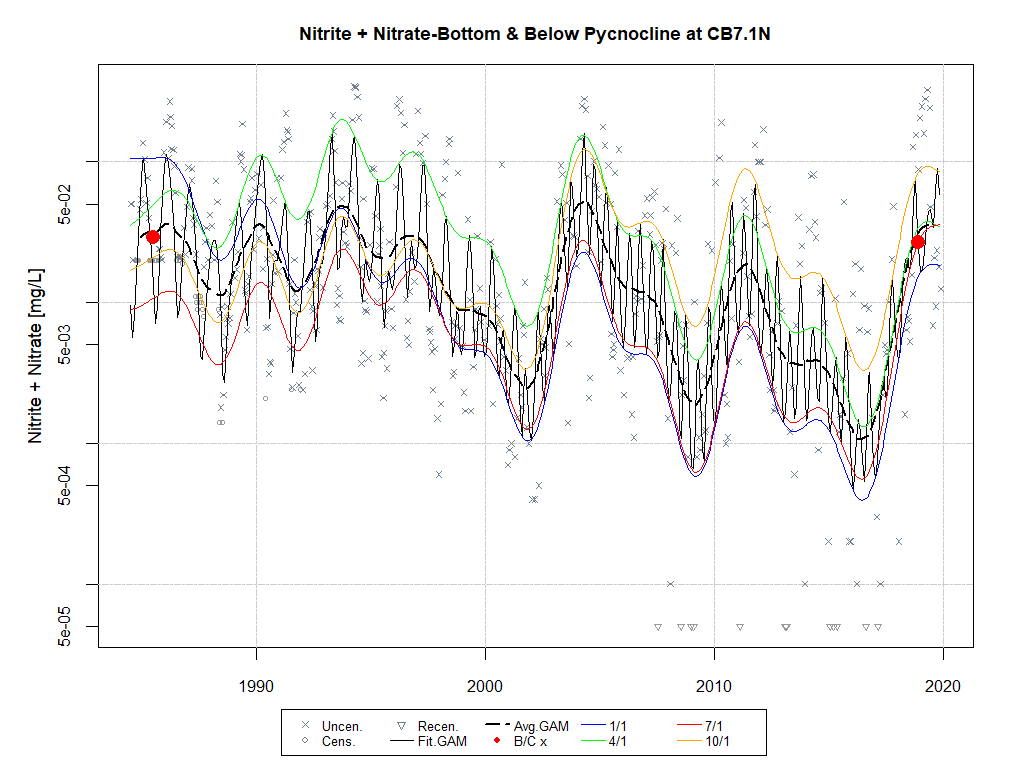 Nitrite + Nitrate-Bottom & Below Pycnocline at CB7.1N
Nitrite + Nitrate [mg/L]
5e-02
5e-03
5e-04
5e-05
1990 2000 2010 2020
Uncen. Recen. Avg.GAM 1/1 7/1
Cens. Fit.GAM B/C x 4/1 10/1